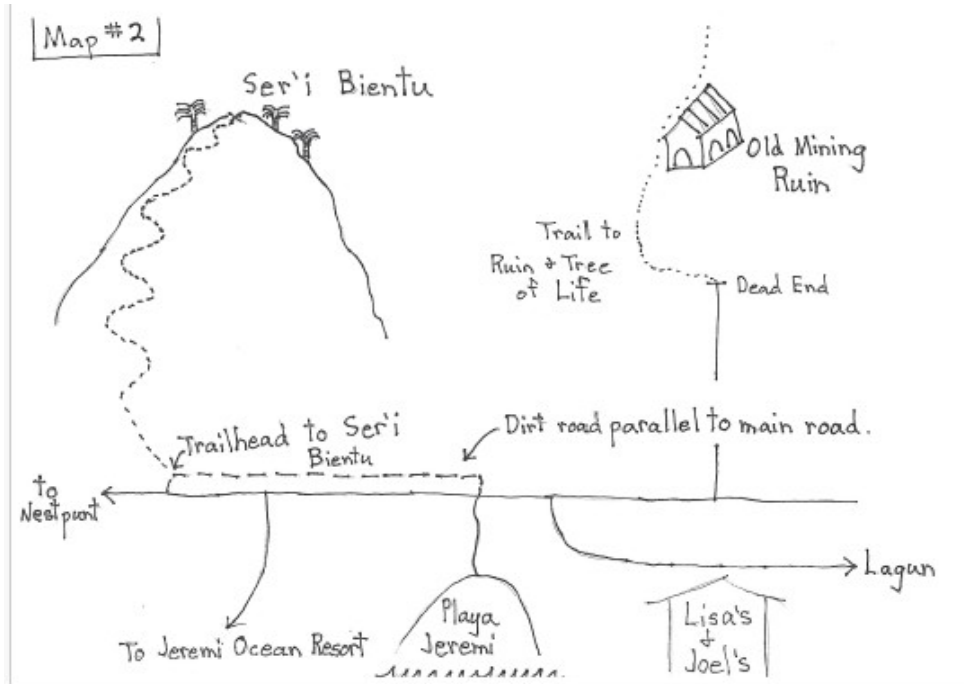 Map #2
Ser'i Bientu
Old Mining
Ruin
Trail to
Ruin & Tree
of Life
Dead End
Trailhead to Ser'i
Bientu
Dirt road parallel to main road.
to
Nestpunt
Lagun
To Jeremi Ocean Resort
Playa
Jeremi
Lisa's
&
Joel's